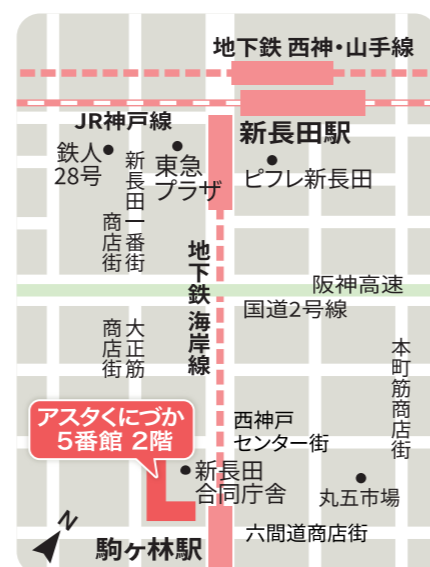 地下鉄 西神・山手線
JR神戸線
新長田駅
鉄人
28号
新長田一番街
商店街
東急
プラザ
ピフレ新長田
地下鉄 海岸線
阪神高速
国道2号線
大正筋
商店街
本町筋商店街
アスタくにづか
5番館 2階
西神戸
センター街
新長田
合同庁舎
丸五市場
六間道商店街
N
駒ヶ林駅